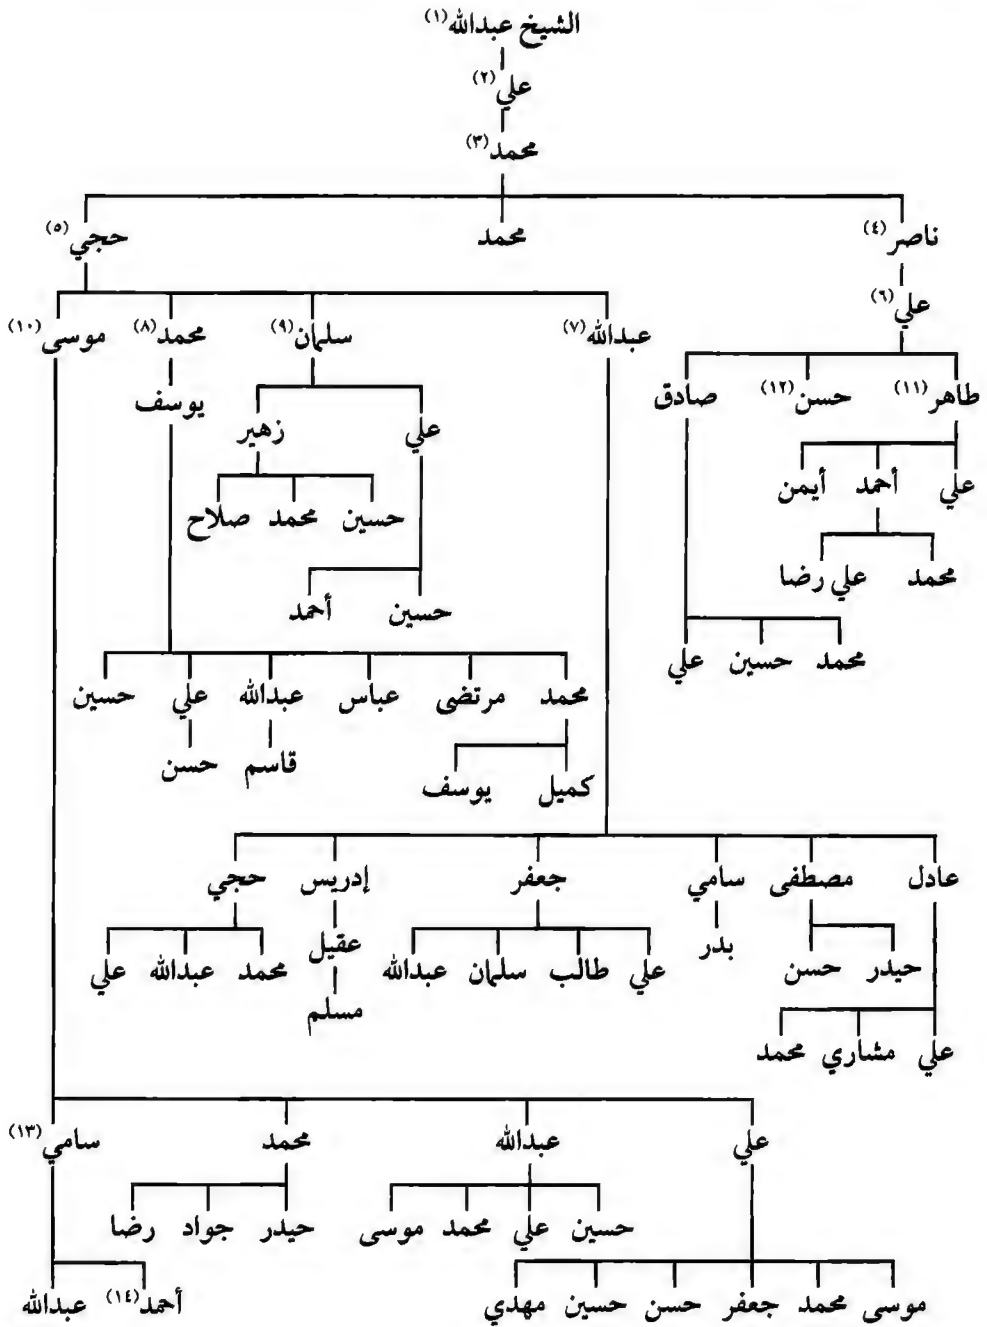 الشيخ عبدالله (١)
علي (٢)
محمد (٣)
ناصر (٤) محمد حجي (٥)
علي (٦)
عبدالله (٧) سلمان (٩) محمد (٨) موسى (١٠)
طاهر (١١) حسن (١٢) صادق
يوسف
علي زهير
علي أحمد أيمن
حسين محمد صلاح
محمد علي رضا
حسين أحمد
محمد حسين علي
محمد مرتضى عباس عبدالله علي حسين
كميل يوسف قاسم حسن
عادل مصطفى سامي جعفر إدريس حجي
بدر عقيل
حيدر حسن علي طالب سلمان عبدالله محمد عبدالله علي
مسلم
علي مشاري محمد
علي عبدالله محمد سامي (١٣)
حسين علي محمد موسى حيدر جواد رضا
موسى محمد جعفر حسن حسين مهدي أحمد (١٤) عبدالله